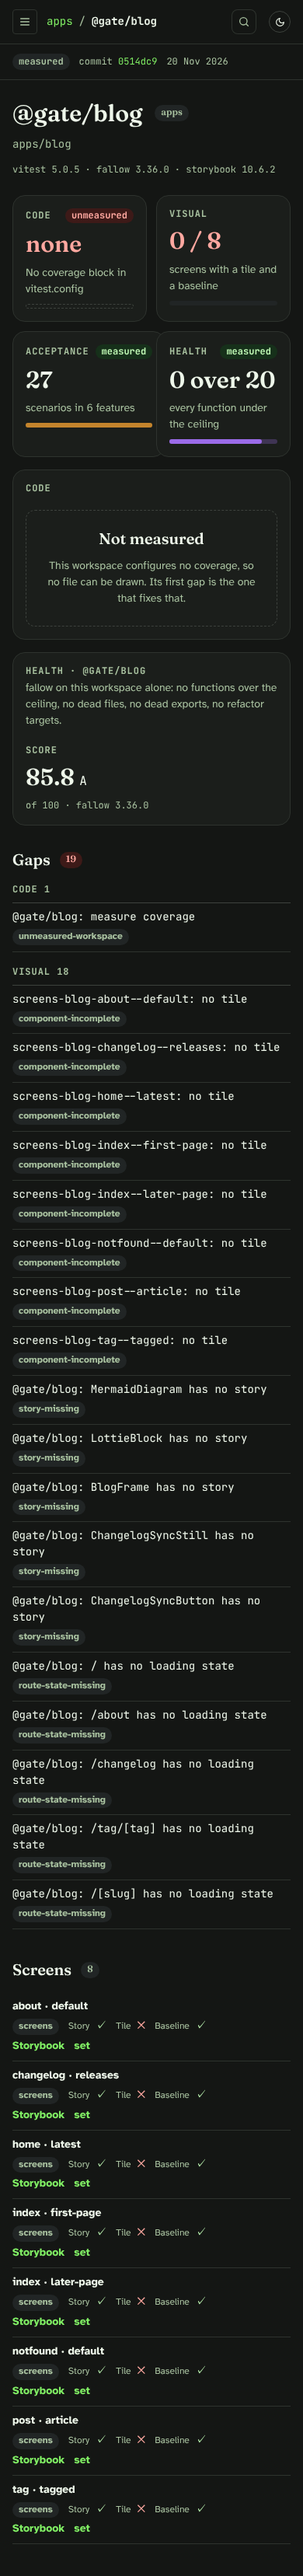 apps / @gate/blog
measured commit 0514dc9 20 Nov 2026
@gate/blog apps
apps/blog
vitest 5.0.5 · fallow 3.36.0 · storybook 10.6.2
CODE unmeasured
none
No coverage block in
vitest.config
VISUAL
0 / 8
screens with a tile and
a baseline
ACCEPTANCE measured
27
scenarios in 6 features
HEALTH measured
0 over 20
every function under
the ceiling
CODE
Not measured
This workspace configures no coverage, so
no file can be drawn. Its first gap is the one
that fixes that.
HEALTH · @GATE/BLOG
fallow on this workspace alone: no functions over the
ceiling, no dead files, no dead exports, no refactor
targets.
SCORE
85.8 A
of 100 · fallow 3.36.0
Gaps 19
CODE 1
@gate/blog: measure coverage
unmeasured-workspace
VISUAL 18
screens-blog-about--default: no tile
component-incomplete
screens-blog-changelog--releases: no tile
component-incomplete
screens-blog-home--latest: no tile
component-incomplete
screens-blog-index--first-page: no tile
component-incomplete
screens-blog-index--later-page: no tile
component-incomplete
screens-blog-notfound--default: no tile
component-incomplete
screens-blog-post--article: no tile
component-incomplete
screens-blog-tag--tagged: no tile
component-incomplete
@gate/blog: MermaidDiagram has no story
story-missing
@gate/blog: LottieBlock has no story
story-missing
@gate/blog: BlogFrame has no story
story-missing
@gate/blog: ChangelogSyncStill has no
story
story-missing
@gate/blog: ChangelogSyncButton has no
story
story-missing
@gate/blog: / has no loading state
route-state-missing
@gate/blog: /about has no loading state
route-state-missing
@gate/blog: /changelog has no loading
state
route-state-missing
@gate/blog: /tag/[tag] has no loading
state
route-state-missing
@gate/blog: /[slug] has no loading state
route-state-missing
Screens 8
about · default
screens Story ✓ Tile ✕ Baseline ✓
Storybook set
changelog · releases
screens Story ✓ Tile ✕ Baseline ✓
Storybook set
home · latest
screens Story ✓ Tile ✕ Baseline ✓
Storybook set
index · first-page
screens Story ✓ Tile ✕ Baseline ✓
Storybook set
index · later-page
screens Story ✓ Tile ✕ Baseline ✓
Storybook set
notfound · default
screens Story ✓ Tile ✕ Baseline ✓
Storybook set
post · article
screens Story ✓ Tile ✕ Baseline ✓
Storybook set
tag · tagged
screens Story ✓ Tile ✕ Baseline ✓
Storybook set